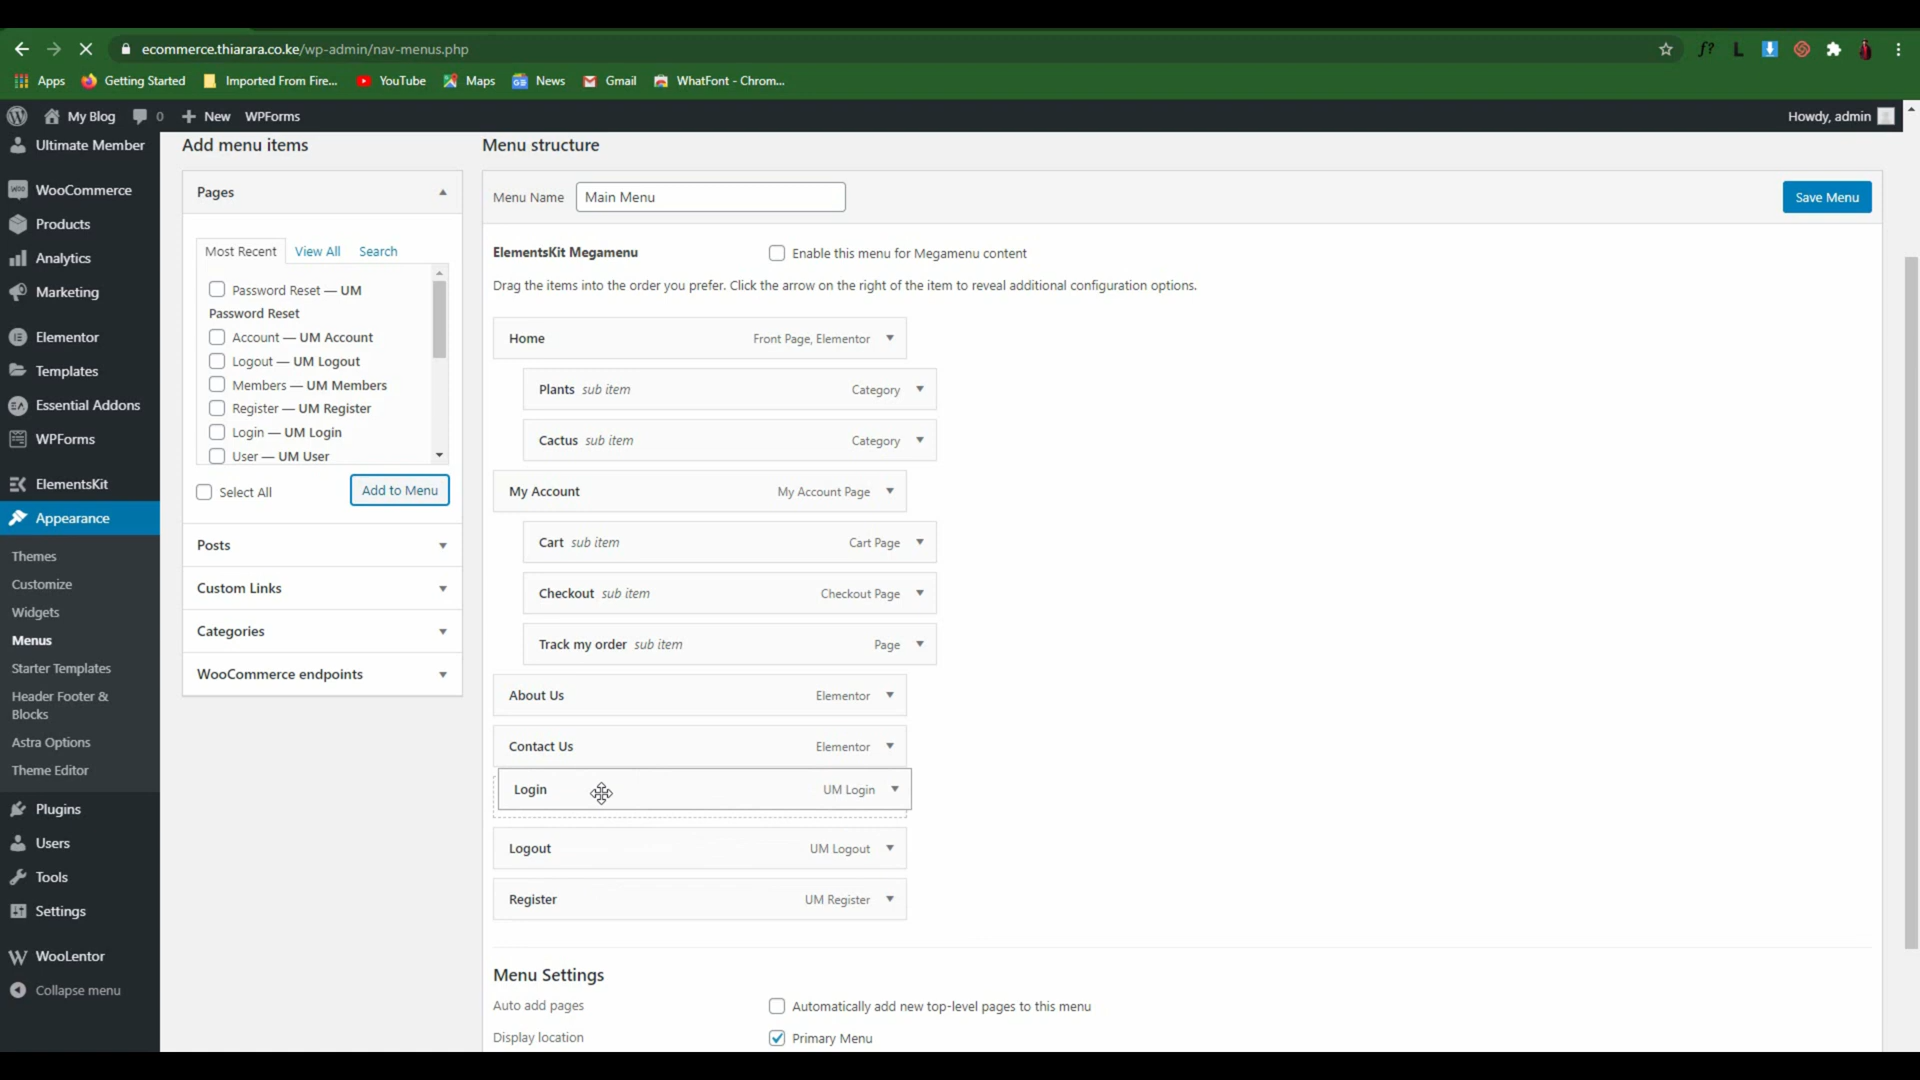 ecommerce.thiarara.co.ke/wp-admin/nav-menus.php
f?
L
Apps
Getting Started
Imported From Fire...
YouTube
Maps
News
Gmail
WhatFont - Chrom...
My Blog
0
New
WPForms
Howdy, admin
Ultimate Member
WooCommerce
Products
Analytics
Marketing
Elementor
Templates
Essential Addons
WPForms
ElementsKit
Appearance
Themes
Customize
Widgets
Menus
Starter Templates
Header Footer &
Blocks
Astra Options
Theme Editor
Plugins
Users
Tools
Settings
WooLentor
Collapse menu
Add menu items
Pages
Most Recent
View All
Search
Password Reset — UM
Password Reset
Account — UM Account
Logout — UM Logout
Members — UM Members
Register — UM Register
Login — UM Login
User — UM User
Select All
Add to Menu
Posts
Custom Links
Categories
WooCommerce endpoints
Menu structure
Menu Name
Main Menu
Save Menu
ElementsKit Megamenu
Enable this menu for Megamenu content
Drag the items into the order you prefer. Click the arrow on the right of the item to reveal additional configuration options.
Home
Front Page, Elementor
Plants sub item
Category
Cactus sub item
Category
My Account
My Account Page
Cart sub item
Cart Page
Checkout sub item
Checkout Page
Track my order sub item
Page
About Us
Elementor
Contact Us
Elementor
Login
UM Login
Logout
UM Logout
Register
UM Register
Menu Settings
Auto add pages
Automatically add new top-level pages to this menu
Display location
Primary Menu